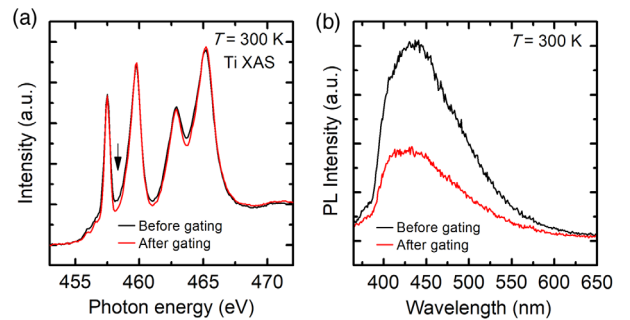 (a)
T = 300 K
Ti XAS
Intensity (a.u.)
Before gating
After gating
455 460 465 470
Photon energy (eV)
(b)
T = 300 K
PL Intensity (a.u.)
Before gating
After gating
400 450 500 550 600 650
Wavelength (nm)